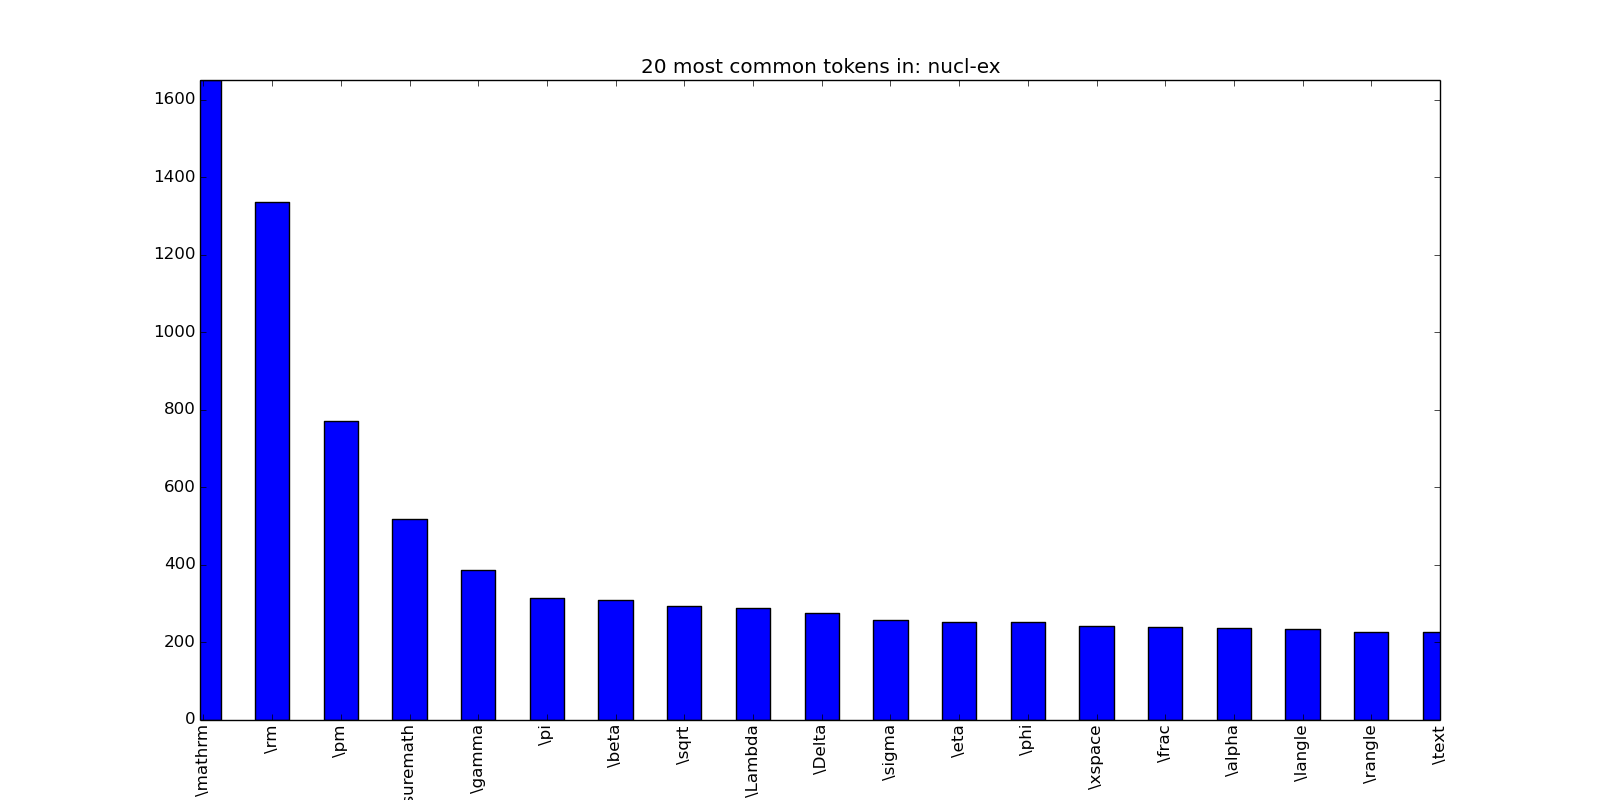 20 most common tokens in: nucl-ex
1600
1400
1200
1000
800
600
400
200
0
\mathrm
\rm
\pm
suremath
\gamma
\pi
\beta
\sqrt
\Lambda
\Delta
\sigma
\eta
\phi
\xspace
\frac
\alpha
\langle
\rangle
\text